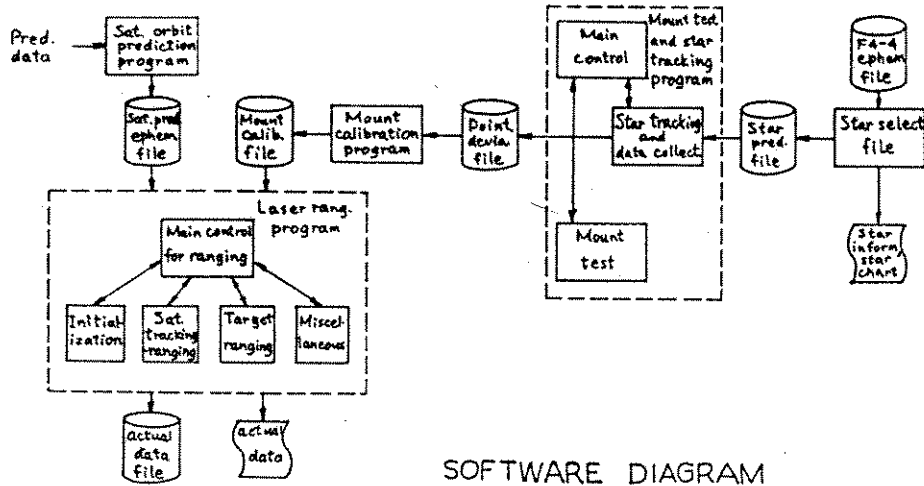 Pred.
data
Sat. orbit
prediction
program
Sat. pred.
ephem
file
Mount
Calib.
file
Mount
calibration
program
Point.
devia.
file
Main
control
Mount test
and star
tracking
program
Star tracking
and
data collect.
Mount
test
Star
pred.
file
F4-4
ephem
file
Star select
file
Star
inform.
star
chart
Laser rang.
program
Main control
for ranging
Initial-
ization
Sat.
tracking
-ranging
Target
ranging
Miscel-
laneous
actual
data
file
actual
data
SOFTWARE DIAGRAM